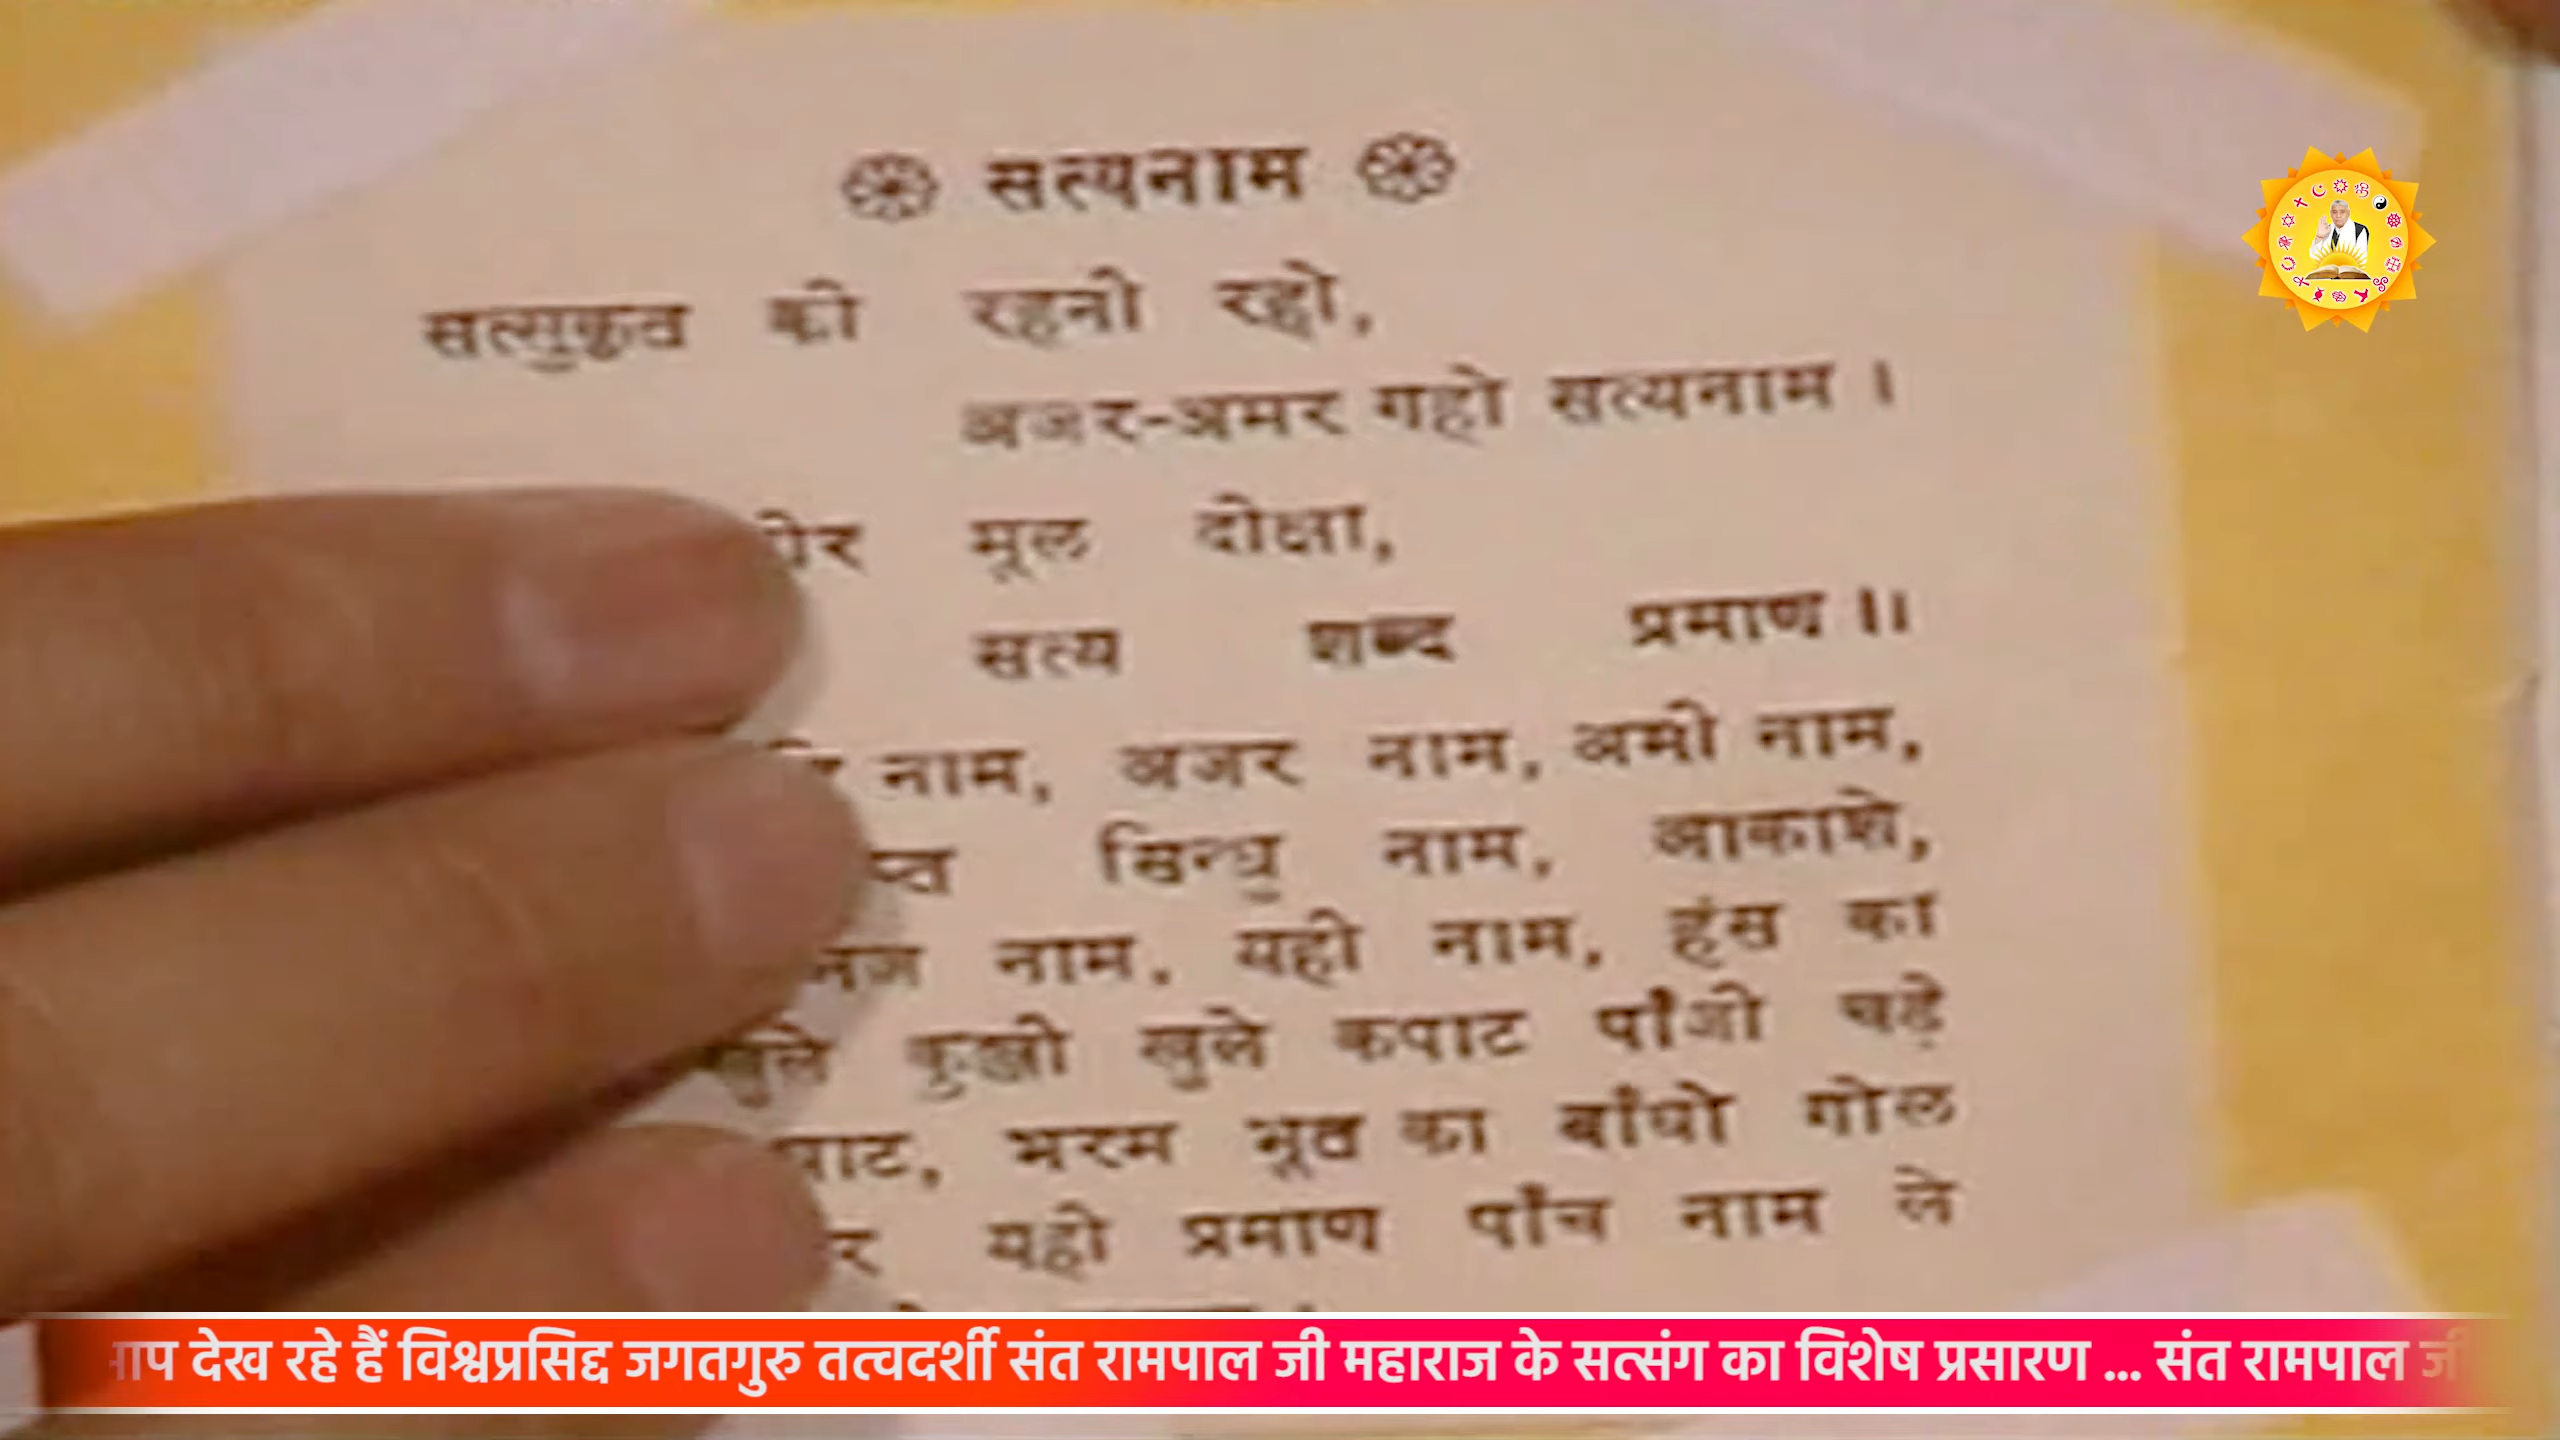 सत्यनाम
सत्सुकृत की रहनी रहो,
अजर-अमर गहो सत्यनाम ।
मूल दीक्षा,
सत्य शब्द प्रमाण ॥
नाम, अजर नाम, अमी नाम,
सिन्धु नाम, आकाशे,
नाम, यही नाम, हंस का
कुञ्जी खुले कपाट पाँजी चढ़े
भरम भूत का बाँधो गोल
यही प्रमाण पाँच नाम ले
देख रहे हैं विश्वप्रसिद्द जगतगुरु तत्वदर्शी संत रामपाल जी महाराज के सत्संग का विशेष प्रसारण ... संत रामपाल जी